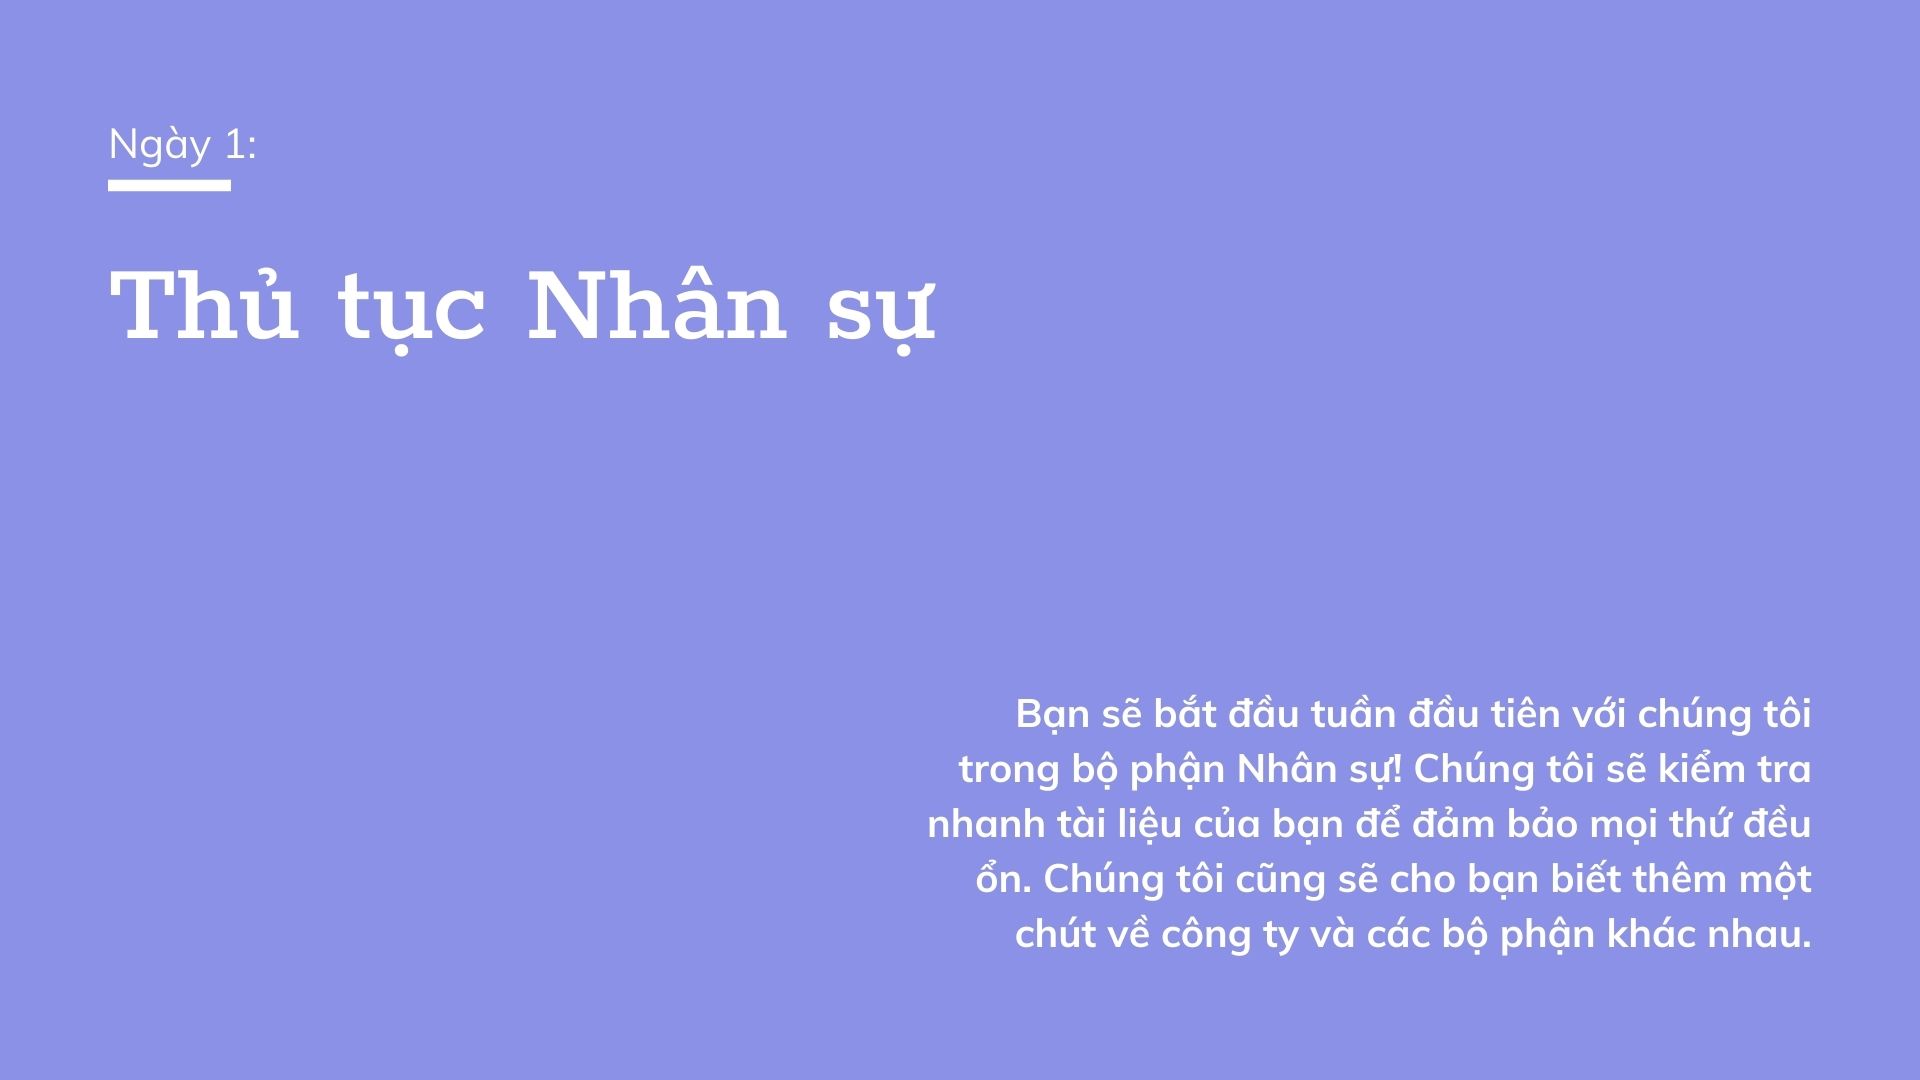 Ngày 1:
Thủ tục Nhân sự
Bạn sẽ bắt đầu tuần đầu tiên với chúng tôi
trong bộ phận Nhân sự! Chúng tôi sẽ kiểm tra
nhanh tài liệu của bạn để đảm bảo mọi thứ đều
ổn. Chúng tôi cũng sẽ cho bạn biết thêm một
chút về công ty và các bộ phận khác nhau.